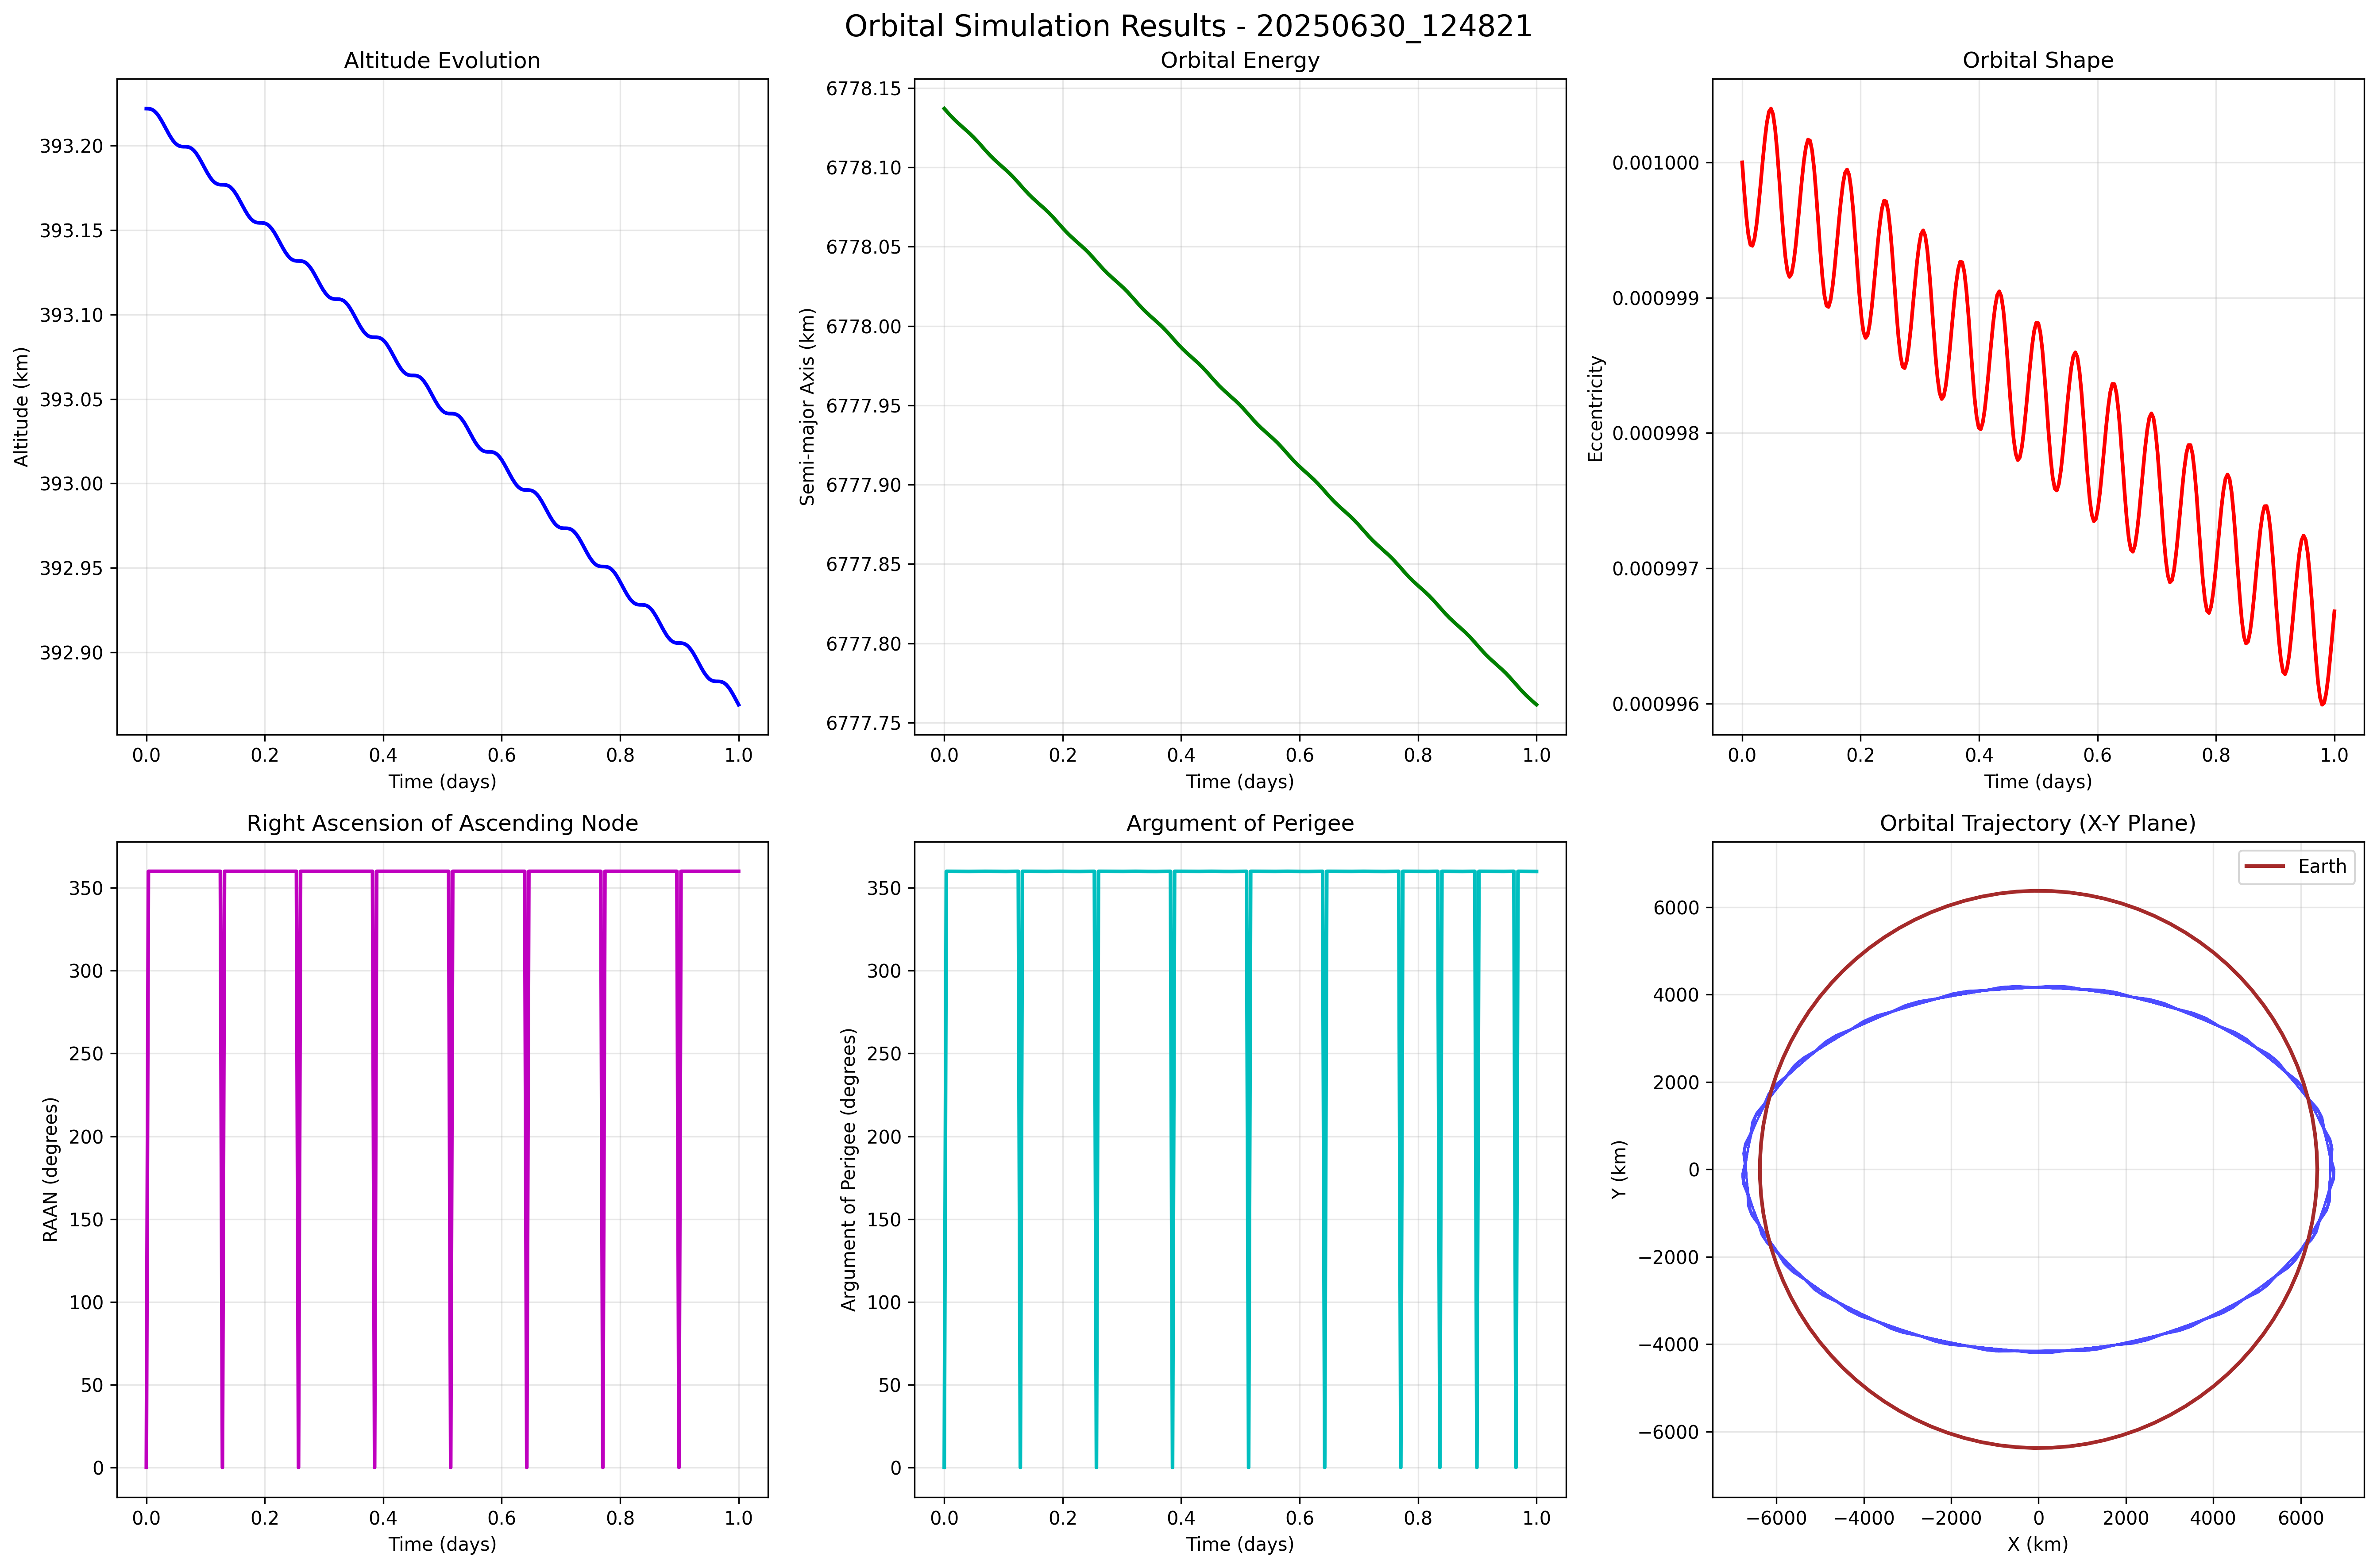 Orbital Simulation Results - 20250630_124821
Altitude Evolution
Altitude (km)
393.20
393.15
393.10
393.05
393.00
392.95
392.90
0.0 0.2 0.4 0.6 0.8 1.0
Time (days)
Orbital Energy
Semi-major Axis (km)
6778.15
6778.10
6778.05
6778.00
6777.95
6777.90
6777.85
6777.80
6777.75
0.0 0.2 0.4 0.6 0.8 1.0
Time (days)
Orbital Shape
Eccentricity
0.001000
0.000999
0.000998
0.000997
0.000996
0.0 0.2 0.4 0.6 0.8 1.0
Time (days)
Right Ascension of Ascending Node
RAAN (degrees)
350
300
250
200
150
100
50
0
0.0 0.2 0.4 0.6 0.8 1.0
Time (days)
Argument of Perigee
Argument of Perigee (degrees)
350
300
250
200
150
100
50
0
0.0 0.2 0.4 0.6 0.8 1.0
Time (days)
Orbital Trajectory (X-Y Plane)
Earth
Y (km)
6000
4000
2000
0
−2000
−4000
−6000
−6000 −4000 −2000 0 2000 4000 6000
X (km)